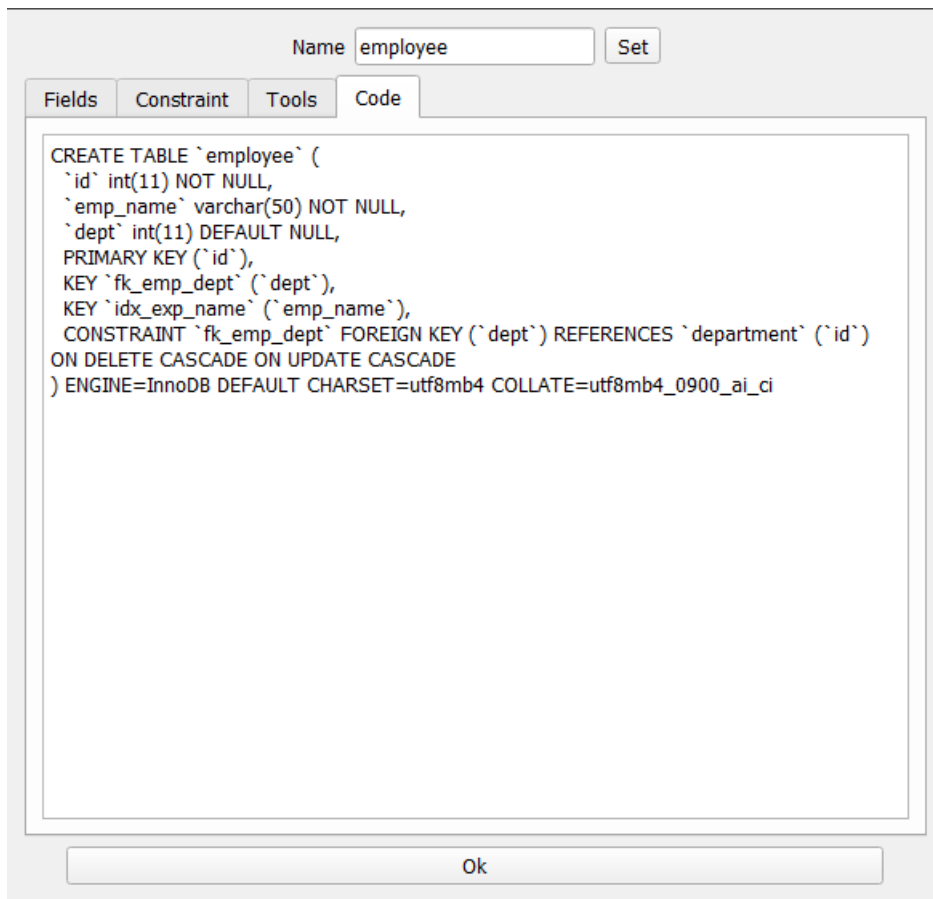 Name employee Set
Fields Constraint Tools Code
CREATE TABLE `employee` (
  `id` int(11) NOT NULL,
  `emp_name` varchar(50) NOT NULL,
  `dept` int(11) DEFAULT NULL,
  PRIMARY KEY (`id`),
  KEY `fk_emp_dept` (`dept`),
  KEY `idx_exp_name` (`emp_name`),
  CONSTRAINT `fk_emp_dept` FOREIGN KEY (`dept`) REFERENCES `department` (`id`)
ON DELETE CASCADE ON UPDATE CASCADE
) ENGINE=InnoDB DEFAULT CHARSET=utf8mb4 COLLATE=utf8mb4_0900_ai_ci
Ok